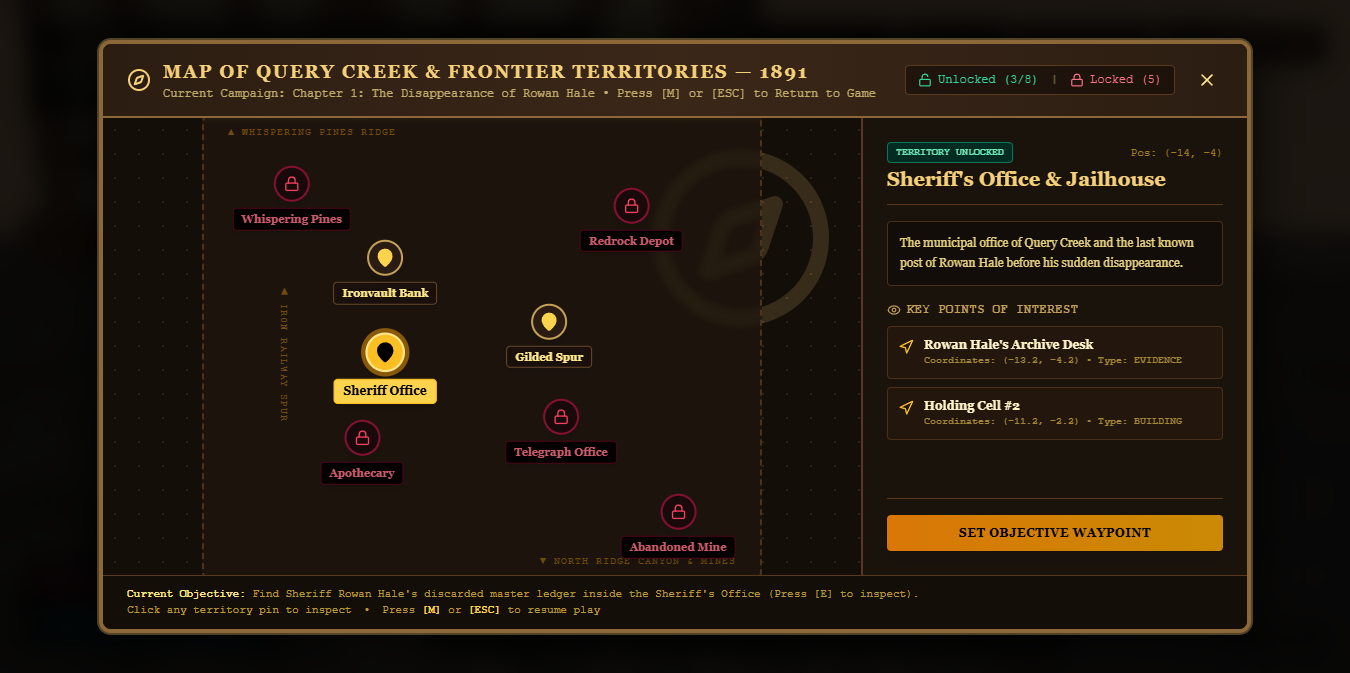 MAP OF QUERY CREEK & FRONTIER TERRITORIES — 1891
Current Campaign: Chapter 1: The Disappearance of Rowan Hale • Press [M] or [ESC] to Return to Game
Unlocked (3/8) | Locked (5)
▲ WHISPERING PINES RIDGE
Whispering Pines
Redrock Depot
Ironvault Bank
▲ IRON RAILWAY SPUR
Gilded Spur
Sheriff Office
Telegraph Office
Apothecary
Abandoned Mine
▼ NORTH RIDGE CANYON & MINES
TERRITORY UNLOCKED
Pos: (-14, -4)
Sheriff's Office & Jailhouse
The municipal office of Query Creek and the last known
post of Rowan Hale before his sudden disappearance.
KEY POINTS OF INTEREST
Rowan Hale's Archive Desk
Coordinates: (-13.2, -4.2) • Type: EVIDENCE
Holding Cell #2
Coordinates: (-11.2, -2.2) • Type: BUILDING
SET OBJECTIVE WAYPOINT
Current Objective: Find Sheriff Rowan Hale's discarded master ledger inside the Sheriff's Office (Press [E] to inspect).
Click any territory pin to inspect • Press [M] or [ESC] to resume play